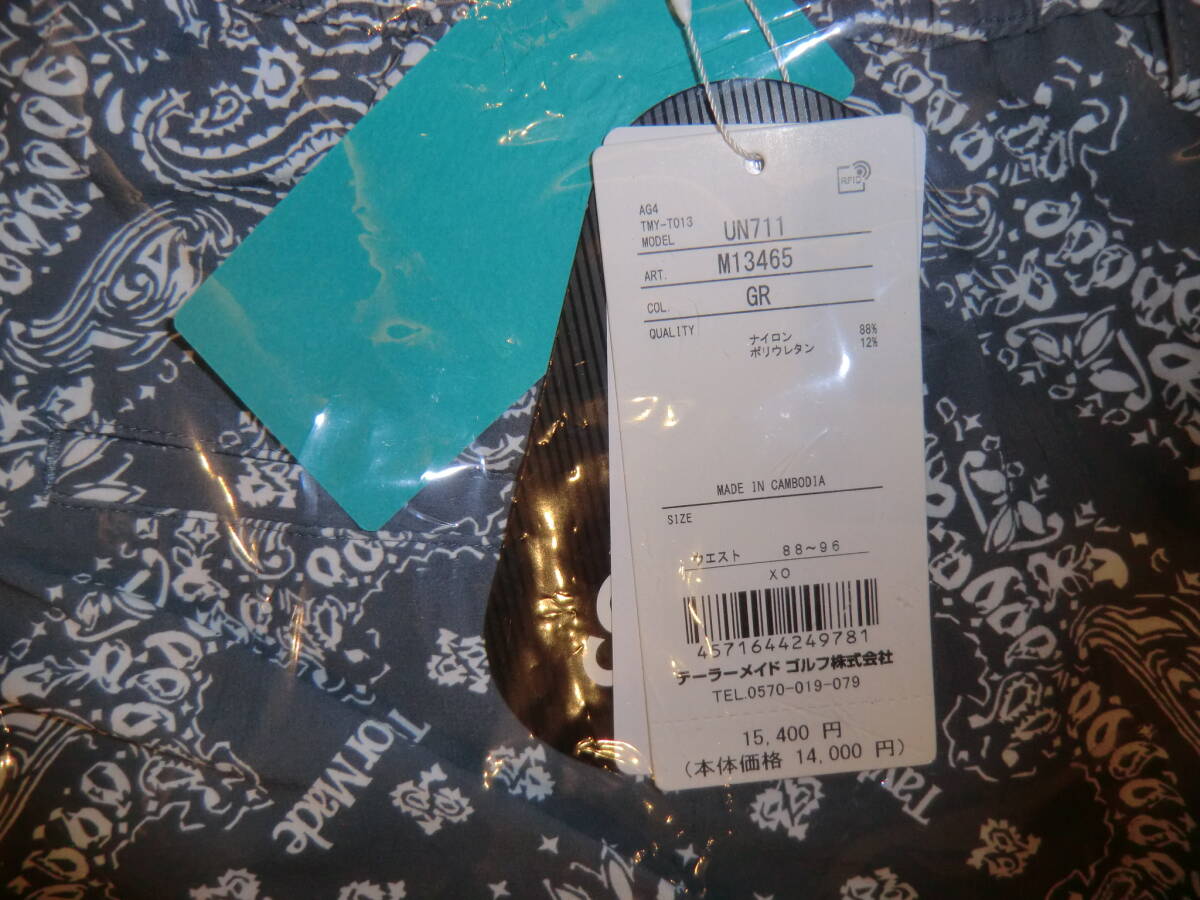 RFID
AG4
TMY-T013
MODEL UN711
ART. M13465
COL. GR
QUALITY ナイロン 88%
ポリウレタン 12%
MADE IN CAMBODIA
SIZE
ウエスト 88~96
XO
4571644249781
テーラーメイド ゴルフ株式会社
TEL.0570-019-079
15,400 円
(本体価格 14,000 円)
lorMade
Tay